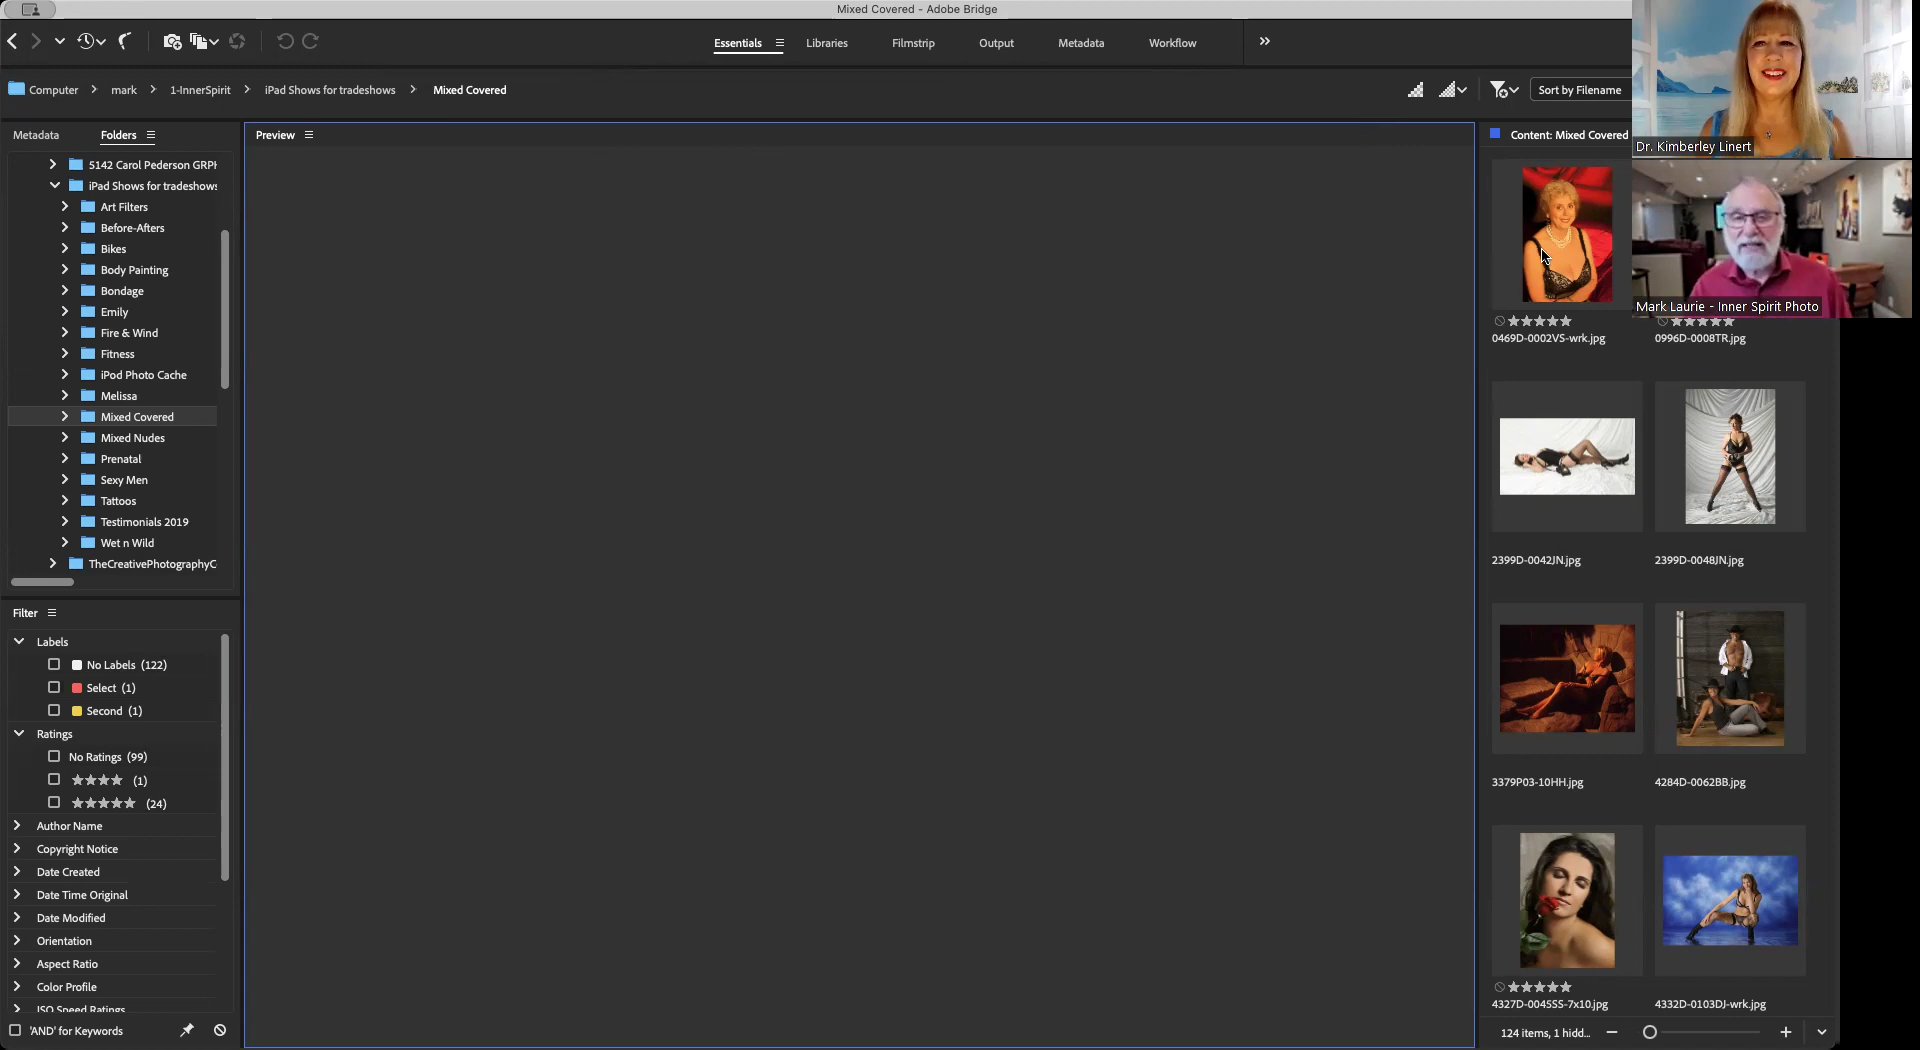 Mixed Covered - Adobe Bridge
Essentials
Libraries
Filmstrip
Output
Metadata
Workflow
Computer
mark
1-InnerSpirit
iPad Shows for tradeshows
Mixed Covered
Sort by Filename
Metadata
Folders
5142 Carol Pederson GRPH
iPad Shows for tradeshows
Art Filters
Before-Afters
Bikes
Body Painting
Bondage
Emily
Fire & Wind
Fitness
iPod Photo Cache
Melissa
Mixed Covered
Mixed Nudes
Prenatal
Sexy Men
Tattoos
Testimonials 2019
Wet n Wild
TheCreativePhotographyC
Filter
Labels
No Labels (122)
Select (1)
Second (1)
Ratings
No Ratings (99)
(1)
(24)
Author Name
Copyright Notice
Date Created
Date Time Original
Date Modified
Orientation
Aspect Ratio
Color Profile
ISO Speed Ratings
'AND' for Keywords
Preview
Content: Mixed Covered
Dr. Kimberley Linert
Mark Laurie - Inner Spirit Photo
0469D-0002VS-wrk.jpg
0996D-0008TR.jpg
2399D-0042JN.jpg
2399D-0048JN.jpg
3379P03-10HH.jpg
4284D-0062BB.jpg
4327D-0045SS-7x10.jpg
4332D-0103DJ-wrk.jpg
124 items, 1 hidd...